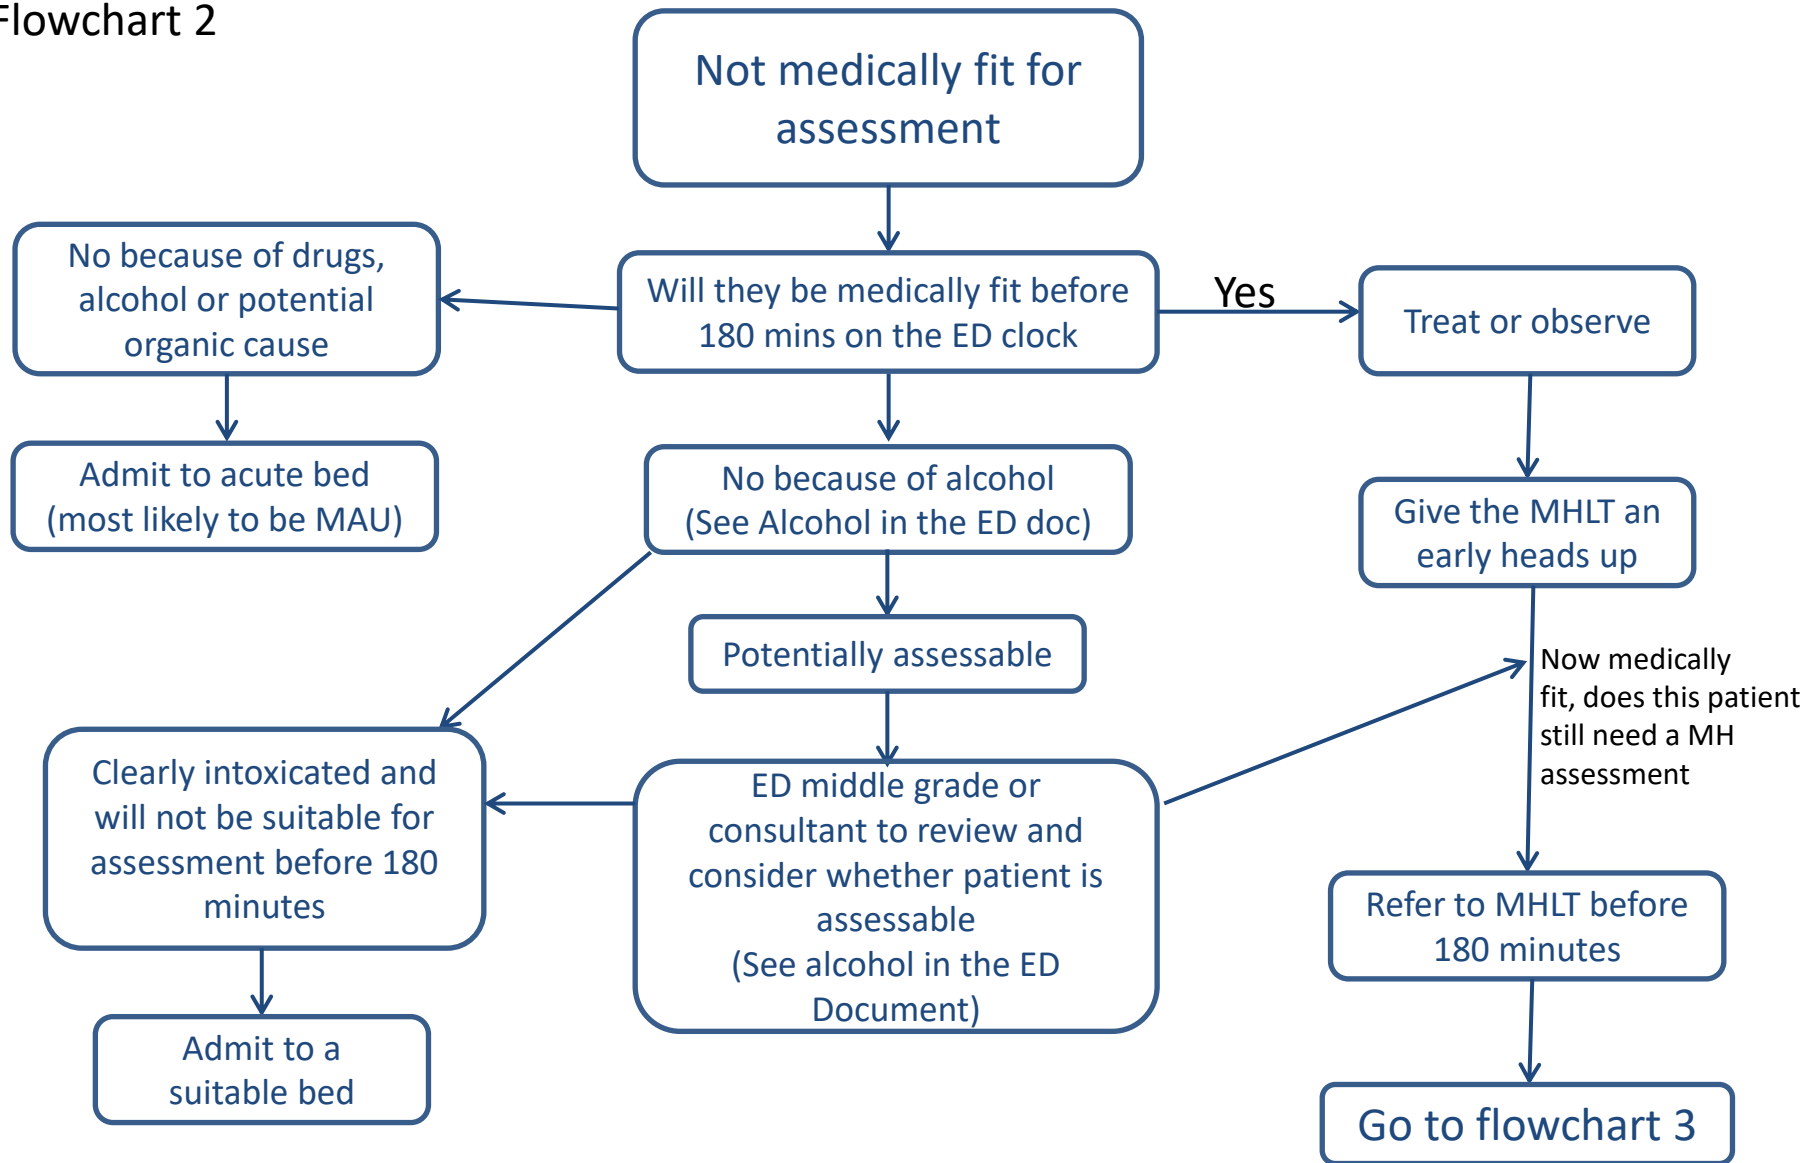 Flowchart 2
Not medically fit for
assessment
No because of drugs,
alcohol or potential
organic cause
Will they be medically fit before
180 mins on the ED clock
Yes
Treat or observe
Admit to acute bed
(most likely to be MAU)
No because of alcohol
(See Alcohol in the ED doc)
Give the MHLT an
early heads up
Potentially assessable
Now medically
fit, does this patient
still need a MH
assessment
Clearly intoxicated and
will not be suitable for
assessment before 180
minutes
ED middle grade or
consultant to review and
consider whether patient is
assessable
(See alcohol in the ED
Document)
Refer to MHLT before
180 minutes
Admit to a
suitable bed
Go to flowchart 3